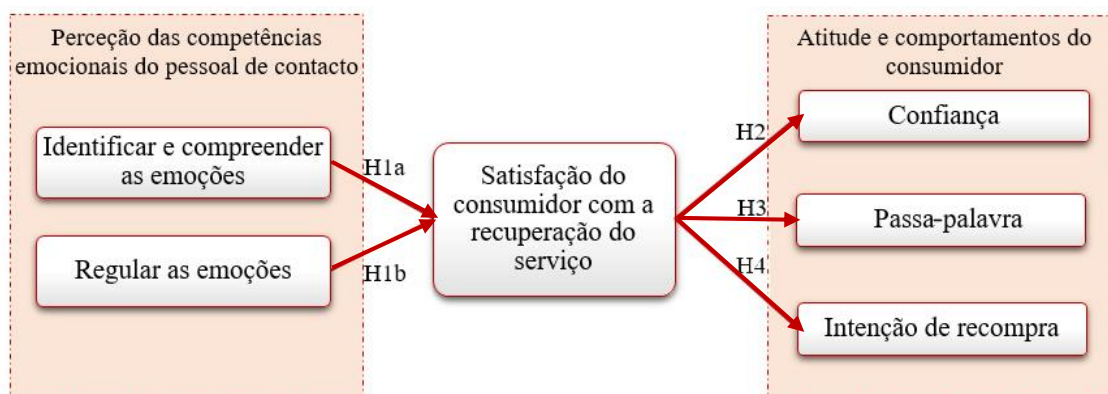 Perceção das competências
emocionais do pessoal de contacto
Identificar e compreender
as emoções
Regular as emoções
H1a
H1b
Satisfação do
consumidor com a
recuperação do
serviço
H2
H3
H4
Atitude e comportamentos do
consumidor
Confiança
Passa-palavra
Intenção de recompra